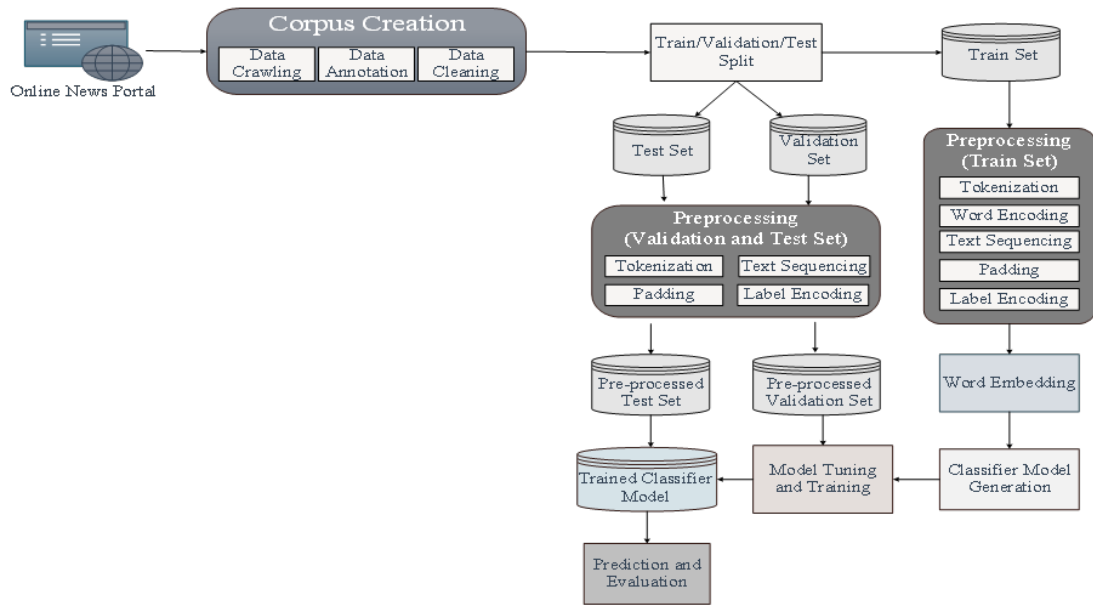 Corpus Creation
Data
Crawling
Data
Annotation
Data
Cleaning
Online News Portal
Train/Validation/Test
Split
Train Set
Test Set
Validation
Set
Preprocessing
(Train Set)
Tokenization
Word Encoding
Text Sequencing
Padding
Label Encoding
Preprocessing
(Validation and Test Set)
Tokenization
Text Sequencing
Padding
Label Encoding
Pre-processed
Test Set
Pre-processed
Validation Set
Word Embedding
Trained Classifier
Model
Model Tuning
and Training
Classifier Model
Generation
Prediction and
Evaluation